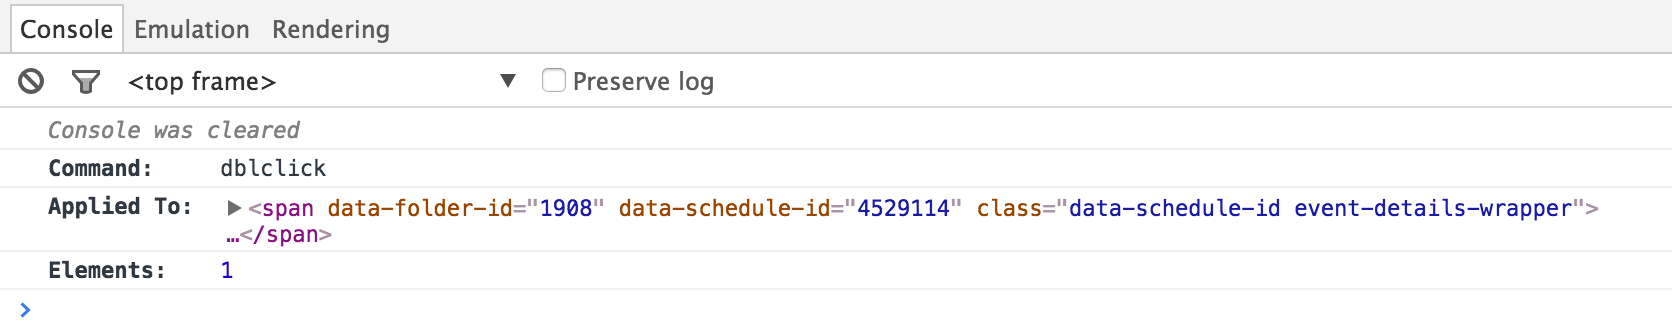 Console Emulation Rendering
<top frame> ▼ Preserve log
Console was cleared
Command: dblclick
Applied To: ▶<span data-folder-id="1908" data-schedule-id="4529114" class="data-schedule-id event-details-wrapper">
…</span>
Elements: 1
>